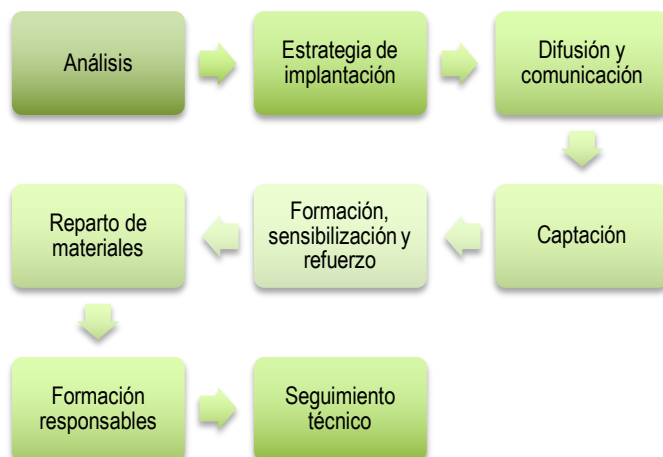 Análisis
Estrategia de
implantación
Difusión y
comunicación
Captación
Formación,
sensibilización y
refuerzo
Reparto de
materiales
Formación
responsables
Seguimiento
técnico